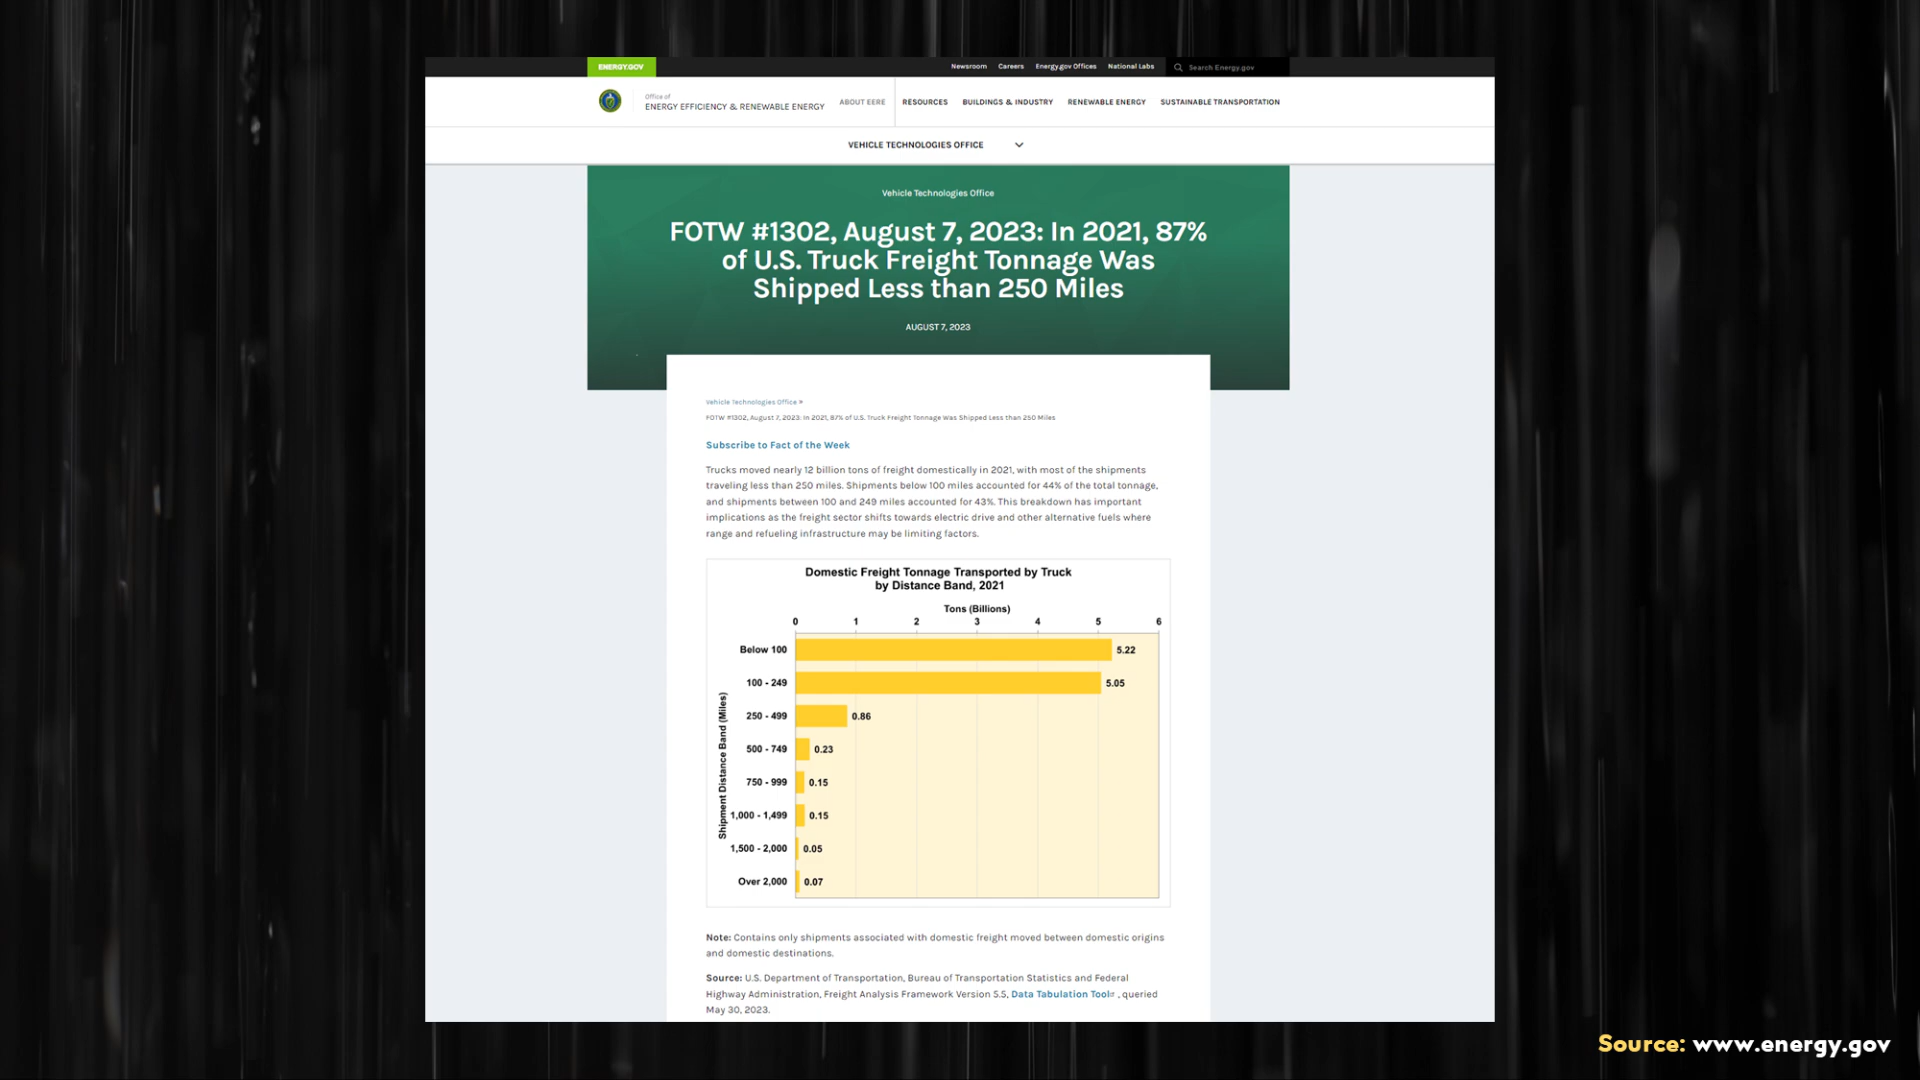 ENERGY.GOV
Newsroom Careers Energy.gov Offices National Labs Search Energy.gov
Office of
ENERGY EFFICIENCY & RENEWABLE ENERGY
ABOUT EERE RESOURCES BUILDINGS & INDUSTRY RENEWABLE ENERGY SUSTAINABLE TRANSPORTATION
VEHICLE TECHNOLOGIES OFFICE
Vehicle Technologies Office
FOTW #1302, August 7, 2023: In 2021, 87%
of U.S. Truck Freight Tonnage Was
Shipped Less than 250 Miles
AUGUST 7, 2023
Vehicle Technologies Office »
FOTW #1302, August 7, 2023: In 2021, 87% of U.S. Truck Freight Tonnage Was Shipped Less than 250 Miles
Subscribe to Fact of the Week
Trucks moved nearly 12 billion tons of freight domestically in 2021, with most of the shipments
traveling less than 250 miles. Shipments below 100 miles accounted for 44% of the total tonnage,
and shipments between 100 and 249 miles accounted for 43%. This breakdown has important
implications as the freight sector shifts towards electric drive and other alternative fuels where
range and refueling infrastructure may be limiting factors.
Domestic Freight Tonnage Transported by Truck
by Distance Band, 2021
Tons (Billions)
0 1 2 3 4 5 6
Shipment Distance Band (Miles)
Below 100 5.22
100 - 249 5.05
250 - 499 0.86
500 - 749 0.23
750 - 999 0.15
1,000 - 1,499 0.15
1,500 - 2,000 0.05
Over 2,000 0.07
Note: Contains only shipments associated with domestic freight moved between domestic origins
and domestic destinations.
Source: U.S. Department of Transportation, Bureau of Transportation Statistics and Federal
Highway Administration, Freight Analysis Framework Version 5.5, Data Tabulation Tool , queried
May 30, 2023.
Source: www.energy.gov